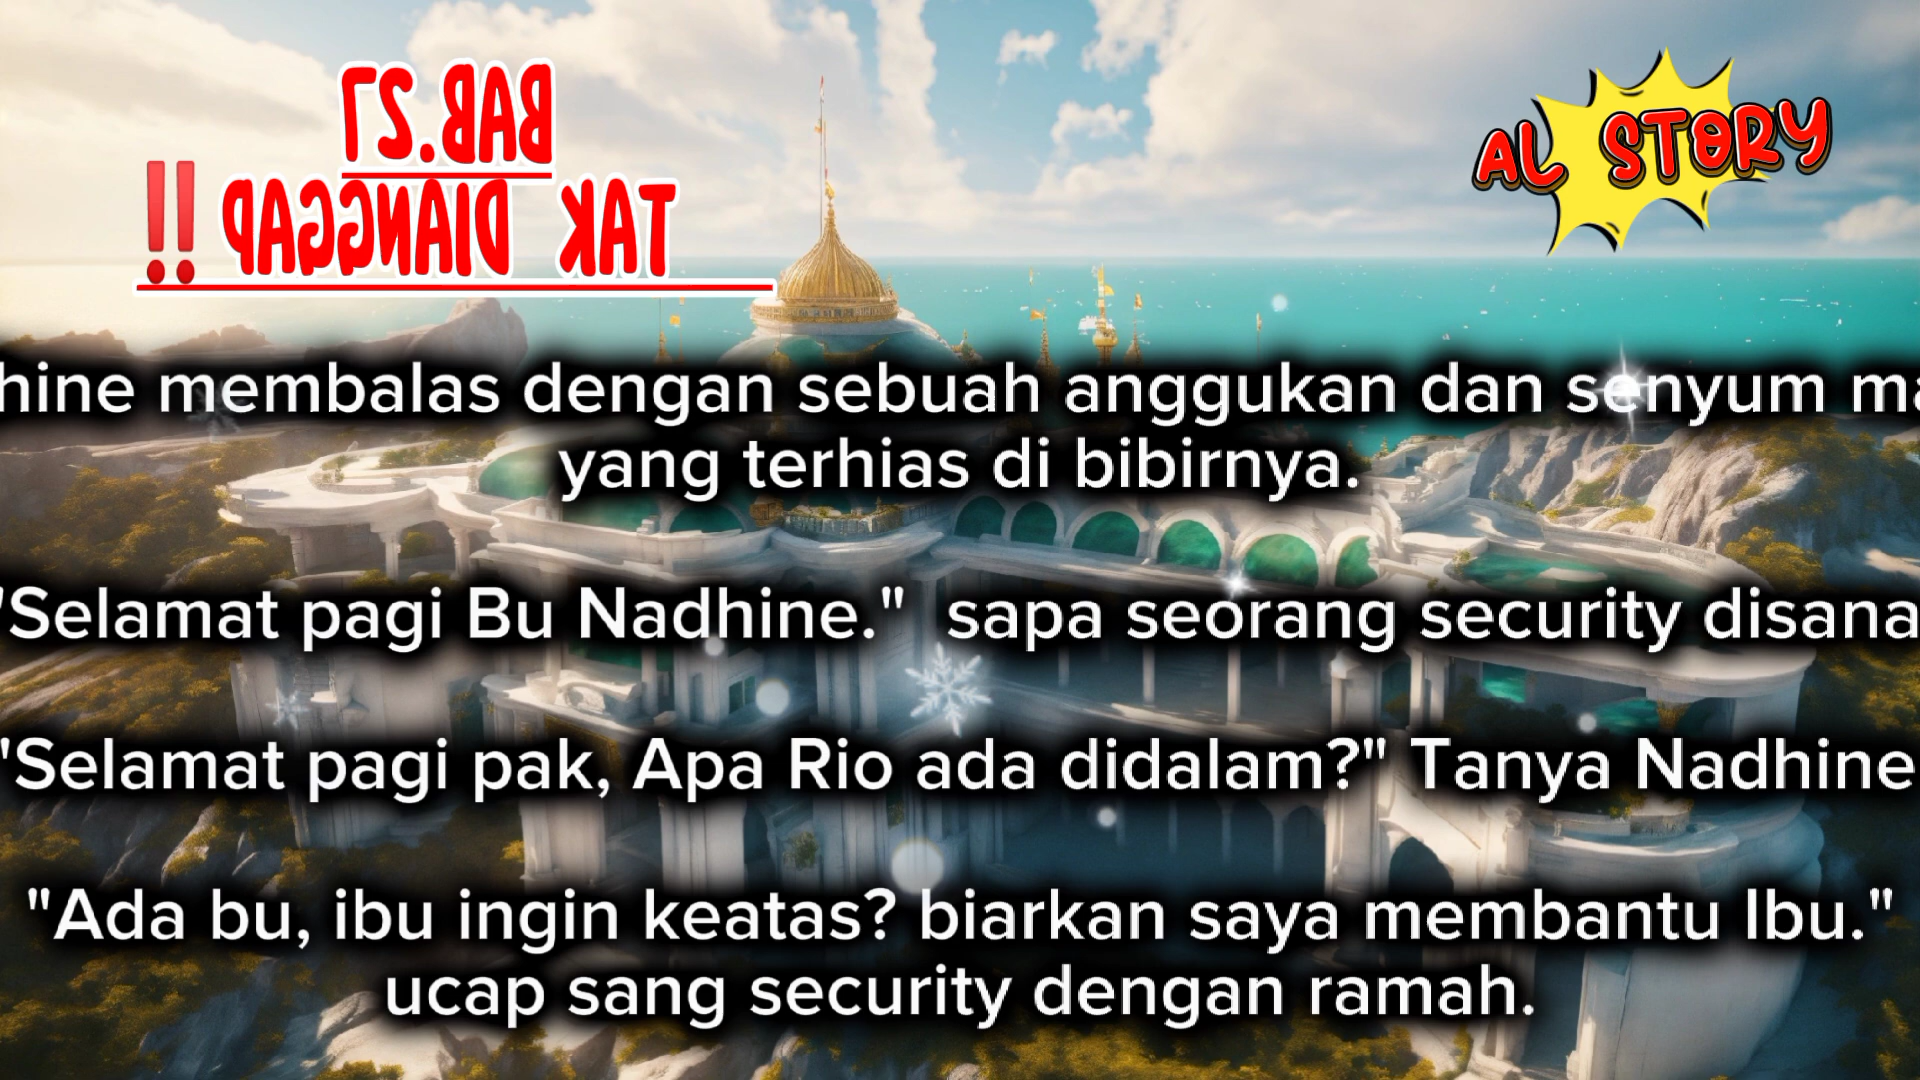 BAB.27
TAK DIANGGAP‼
AL STORY
hine membalas dengan sebuah anggukan dan senyum ma
yang terhias di bibirnya.
"Selamat pagi Bu Nadhine." sapa seorang security disana
"Selamat pagi pak, Apa Rio ada didalam?" Tanya Nadhine
"Ada bu, ibu ingin keatas? biarkan saya membantu Ibu."
ucap sang security dengan ramah.